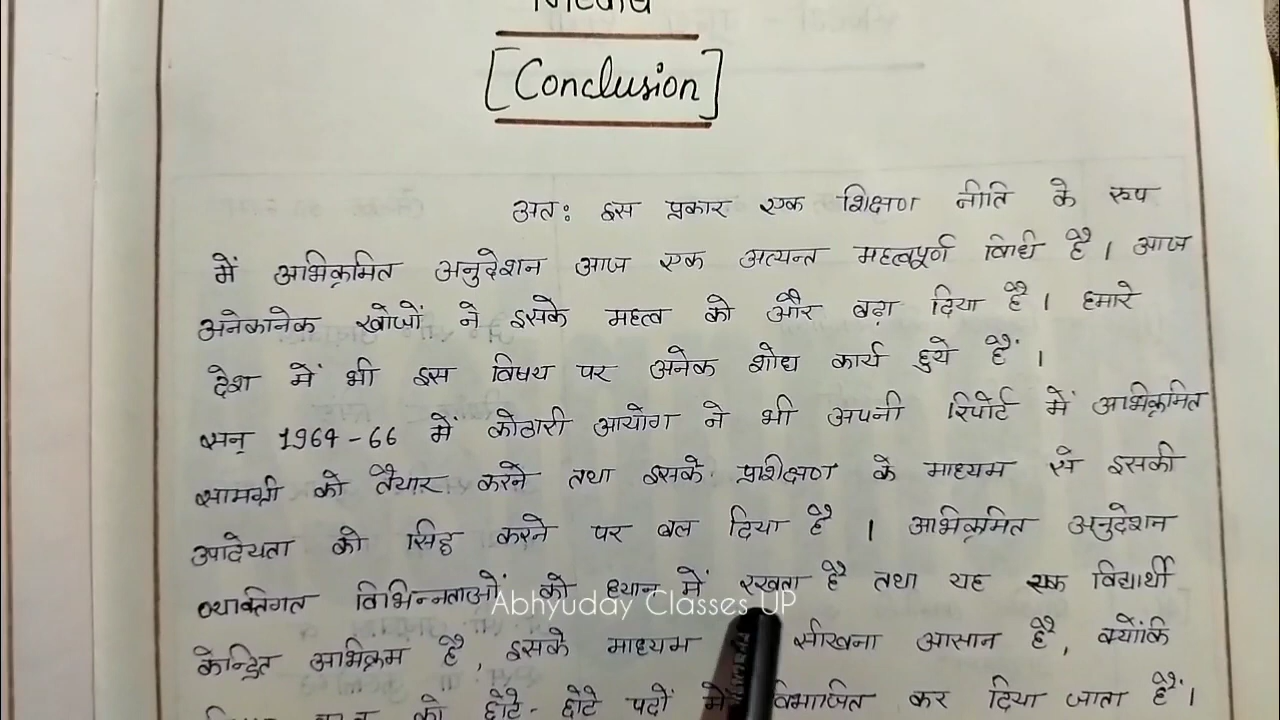 [Conclusion]
अतः इस प्रकार एक शिक्षण नीति के रूप
में अभिक्रमित अनुदेशन आज एक अत्यन्त महत्वपूर्ण विधि है। आज
अनेकानेक खोजों ने इसके महत्व को और बढ़ा दिया है। हमारे
देश में भी इस विषय पर अनेक शोध कार्य हुये हैं।
सन् 1964-66 में कोठारी आयोग ने भी अपनी रिपोर्ट में अभिक्रमित
सामग्री को तैयार करने तथा इसके प्रशिक्षण के माध्यम से इसकी
उपादेयता को सिद्ध करने पर बल दिया है। अभिक्रमित अनुदेशन
व्यक्तिगत विभिन्नताओं को ध्यान में रखता है तथा यह एक विद्यार्थी
Abhyuday Classes UP
केन्द्रित अभिक्रम है, इसके माध्यम सीखना आसान है, क्योंकि
को छोटे-छोटे पदों में विभाजित कर दिया जाता है।